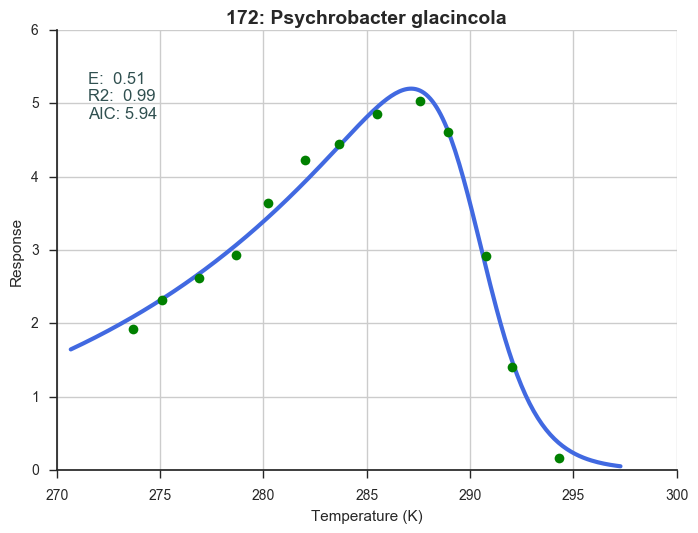 172: Psychrobacter glacincola
E:  0.51
R2:  0.99
AIC: 5.94
Response
6
5
4
3
2
1
0
270 275 280 285 290 295 300
Temperature (K)